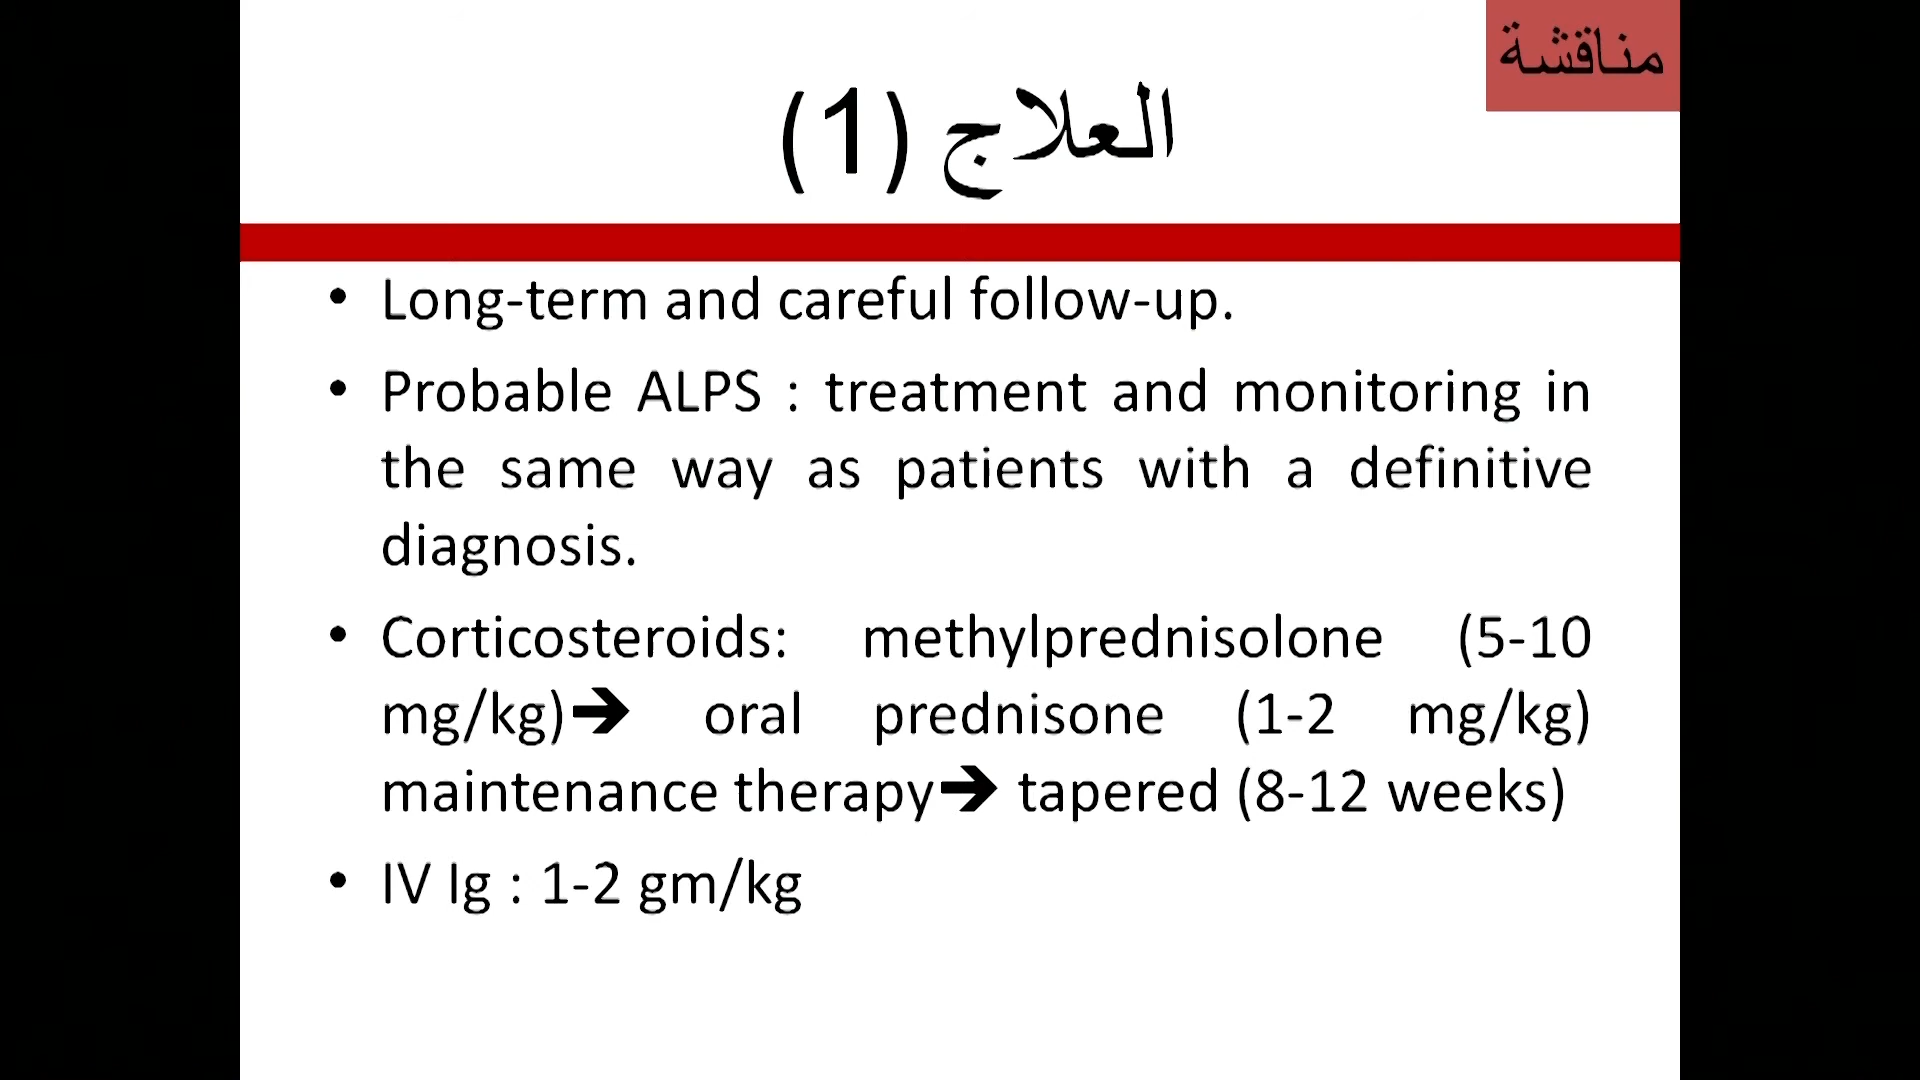 مناقشة
العلاج (1)
• Long-term and careful follow-up.
• Probable ALPS : treatment and monitoring in
the same way as patients with a definitive
diagnosis.
• Corticosteroids: methylprednisolone (5-10
mg/kg)➔ oral prednisone (1-2 mg/kg)
maintenance therapy➔ tapered (8-12 weeks)
• IV Ig : 1-2 gm/kg